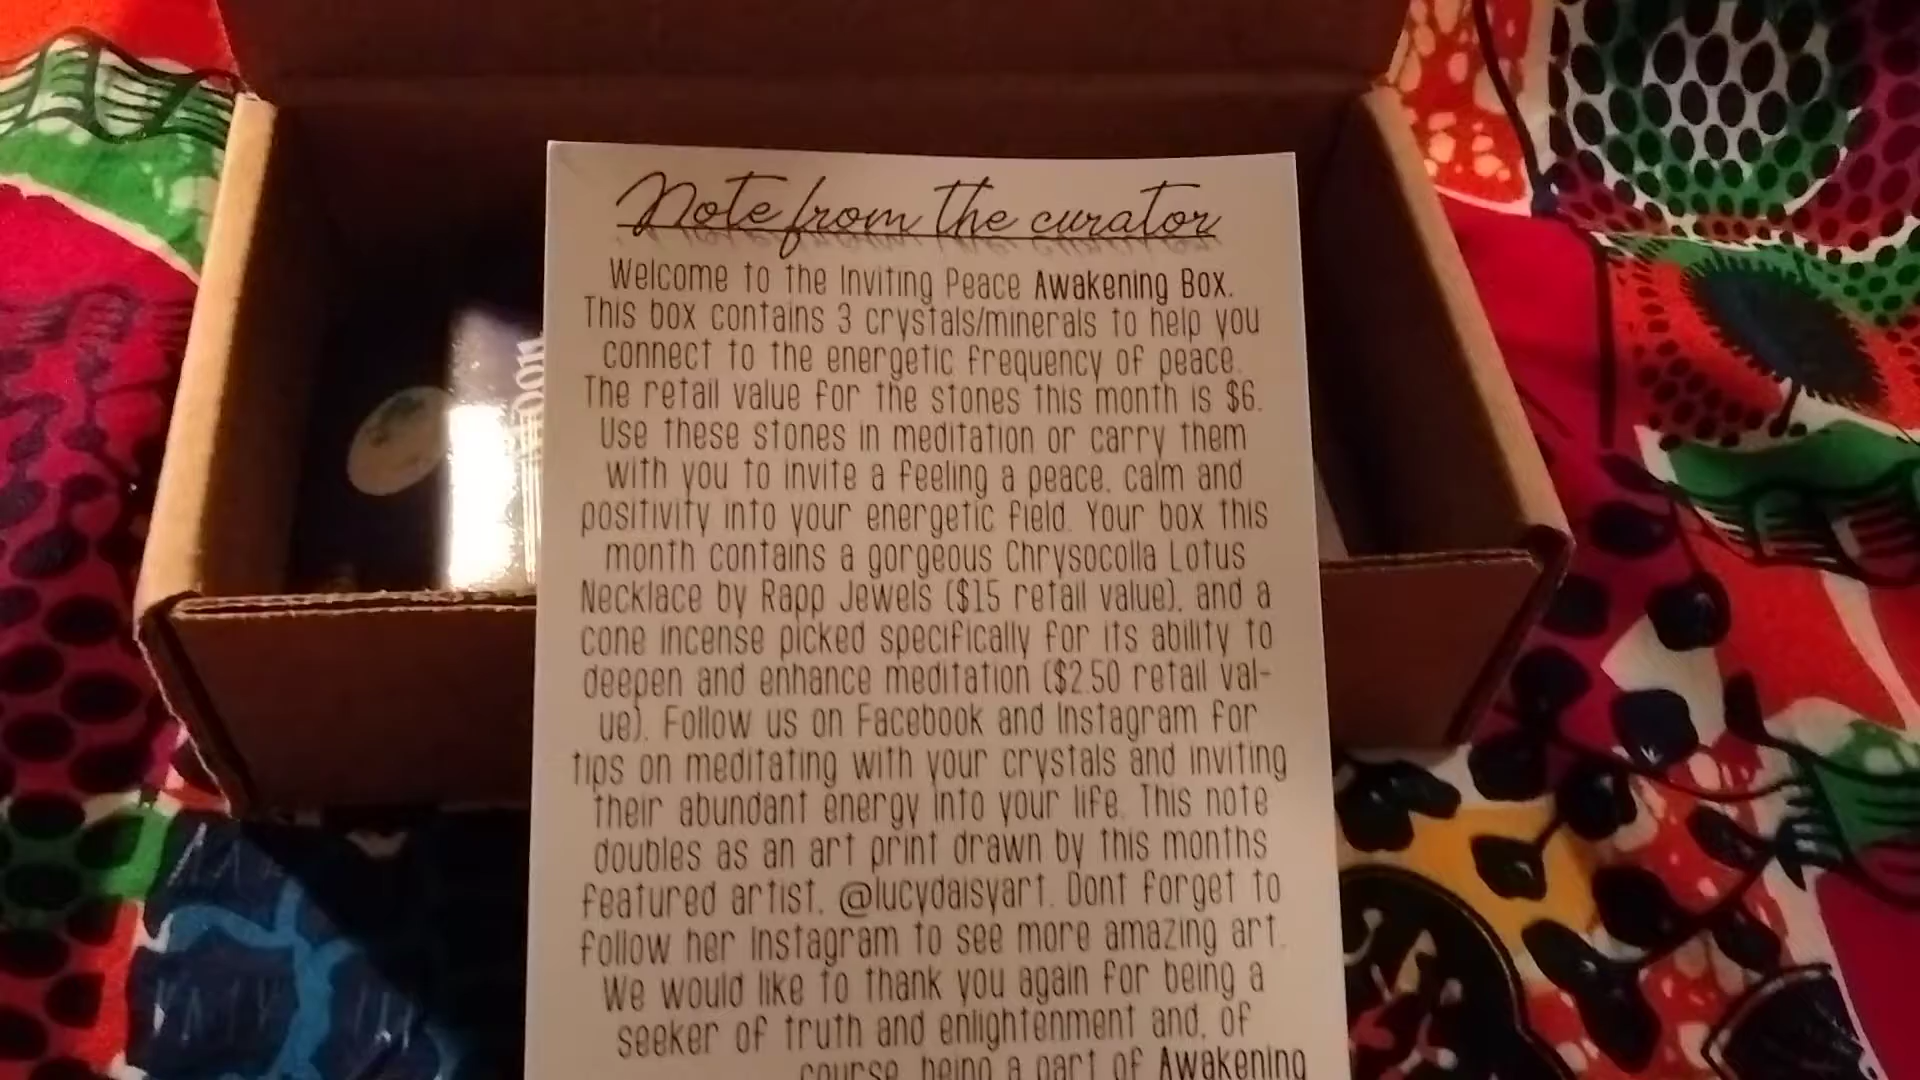 Note from the curator
Welcome to the Inviting Peace Awakening Box.
This box contains 3 crystals/minerals to help you
connect to the energetic frequency of peace.
The retail value for the stones this month is $6.
Use these stones in meditation or carry them
with you to invite a feeling a peace, calm and
positivity into your energetic field. Your box this
month contains a gorgeous Chrysocolla Lotus
Necklace by Rapp Jewels ($15 retail value), and a
cone incense picked specifically for its ability to
deepen and enhance meditation ($2.50 retail val-
ue). Follow us on Facebook and Instagram for
tips on meditating with your crystals and inviting
their abundant energy into your life. This note
doubles as an art print drawn by this months
featured artist, @lucydaisyart. Dont forget to
follow her Instagram to see more amazing art.
We would like to thank you again for being a
seeker of truth and enlightenment and, of
course, being a part of Awakening